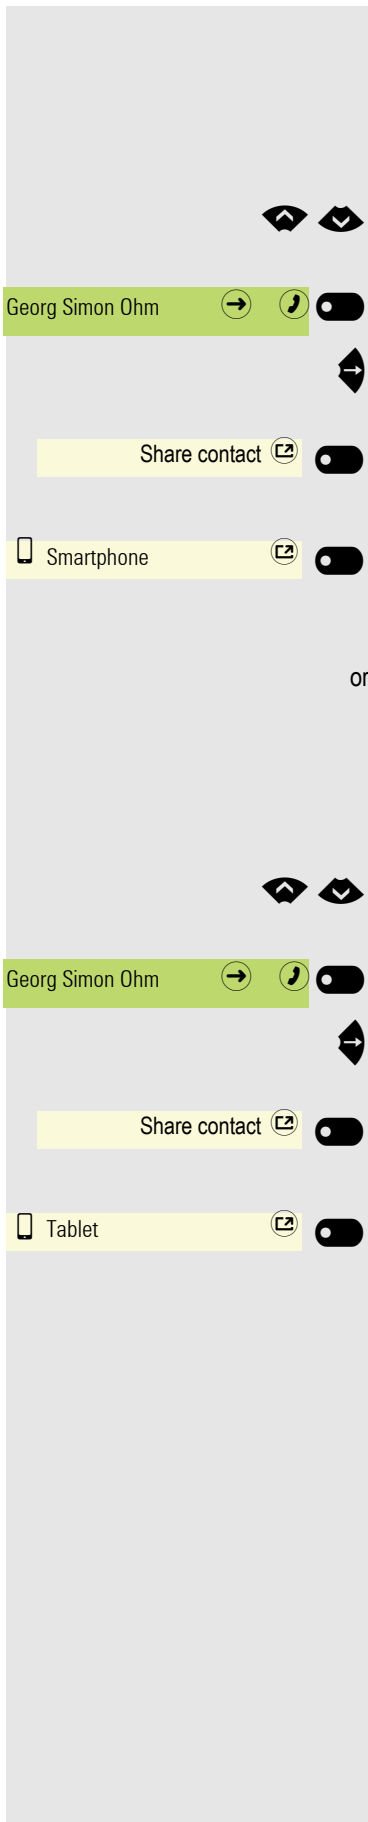 Georg Simon Ohm
Share contact
Smartphone
or
Georg Simon Ohm
Share contact
Tablet